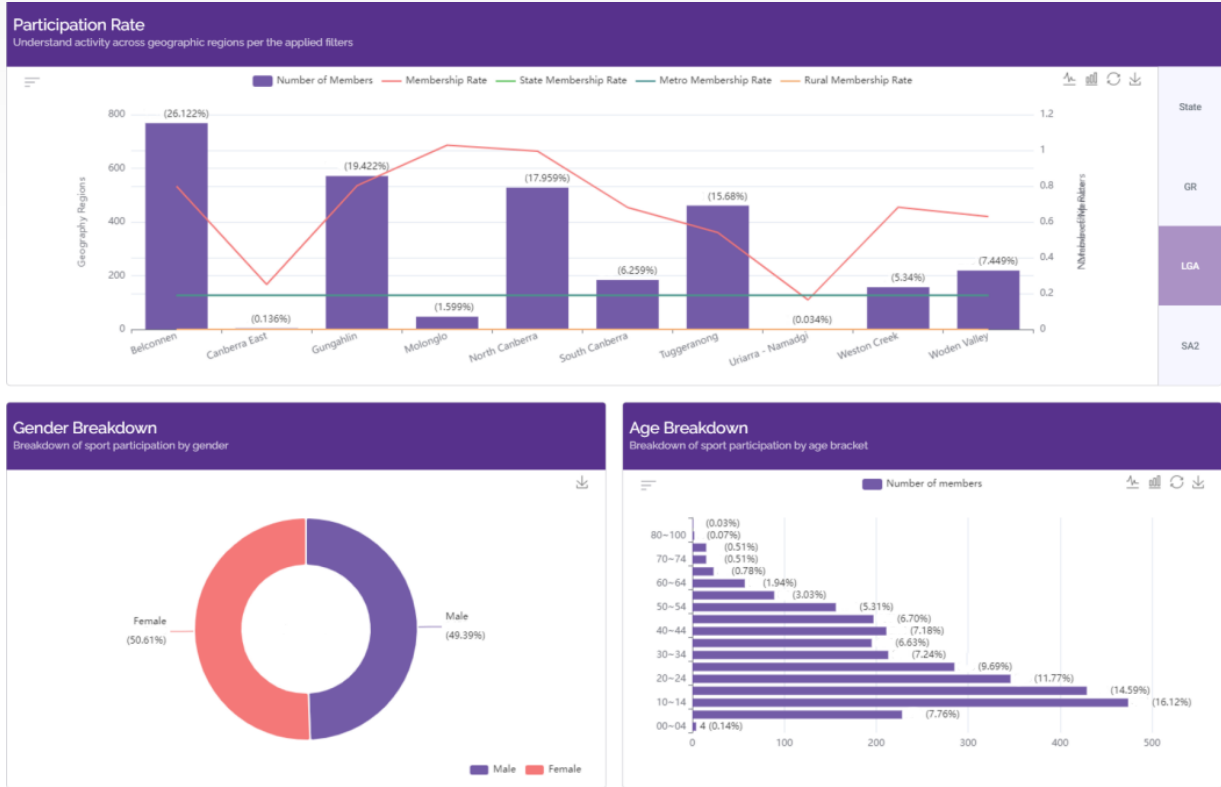 Participation Rate
Understand activity across geographic regions per the applied filters
Number of Members Membership Rate State Membership Rate Metro Membership Rate Rural Membership Rate
State
GR
LGA
SA2
Geography Regions
800
600
400
200
0
(26.122%)
(0.136%)
(19.422%)
(1.599%)
(17.959%)
(6.259%)
(15.68%)
(0.034%)
(5.34%)
(7.449%)
1.2
1
0.8
0.6
0.4
0.2
0
Belconnen
Canberra East
Gungahlin
Molonglo
North Canberra
South Canberra
Tuggeranong
Uriarra - Namadgi
Weston Creek
Woden Valley
Gender Breakdown
Breakdown of sport participation by gender
Female
(50.61%)
Male
(49.39%)
Male Female
Age Breakdown
Breakdown of sport participation by age bracket
Number of members
(0.03%)
80~100 (0.07%)
(0.51%)
70~74 (0.51%)
(0.78%)
60~64 (1.94%)
(3.03%)
50~54 (5.31%)
(6.70%)
40~44 (7.18%)
(6.63%)
30~34 (7.24%)
(9.69%)
20~24 (11.77%)
(14.59%)
10~14 (16.12%)
(7.76%)
00~04 4 (0.14%)
0 100 200 300 400 500